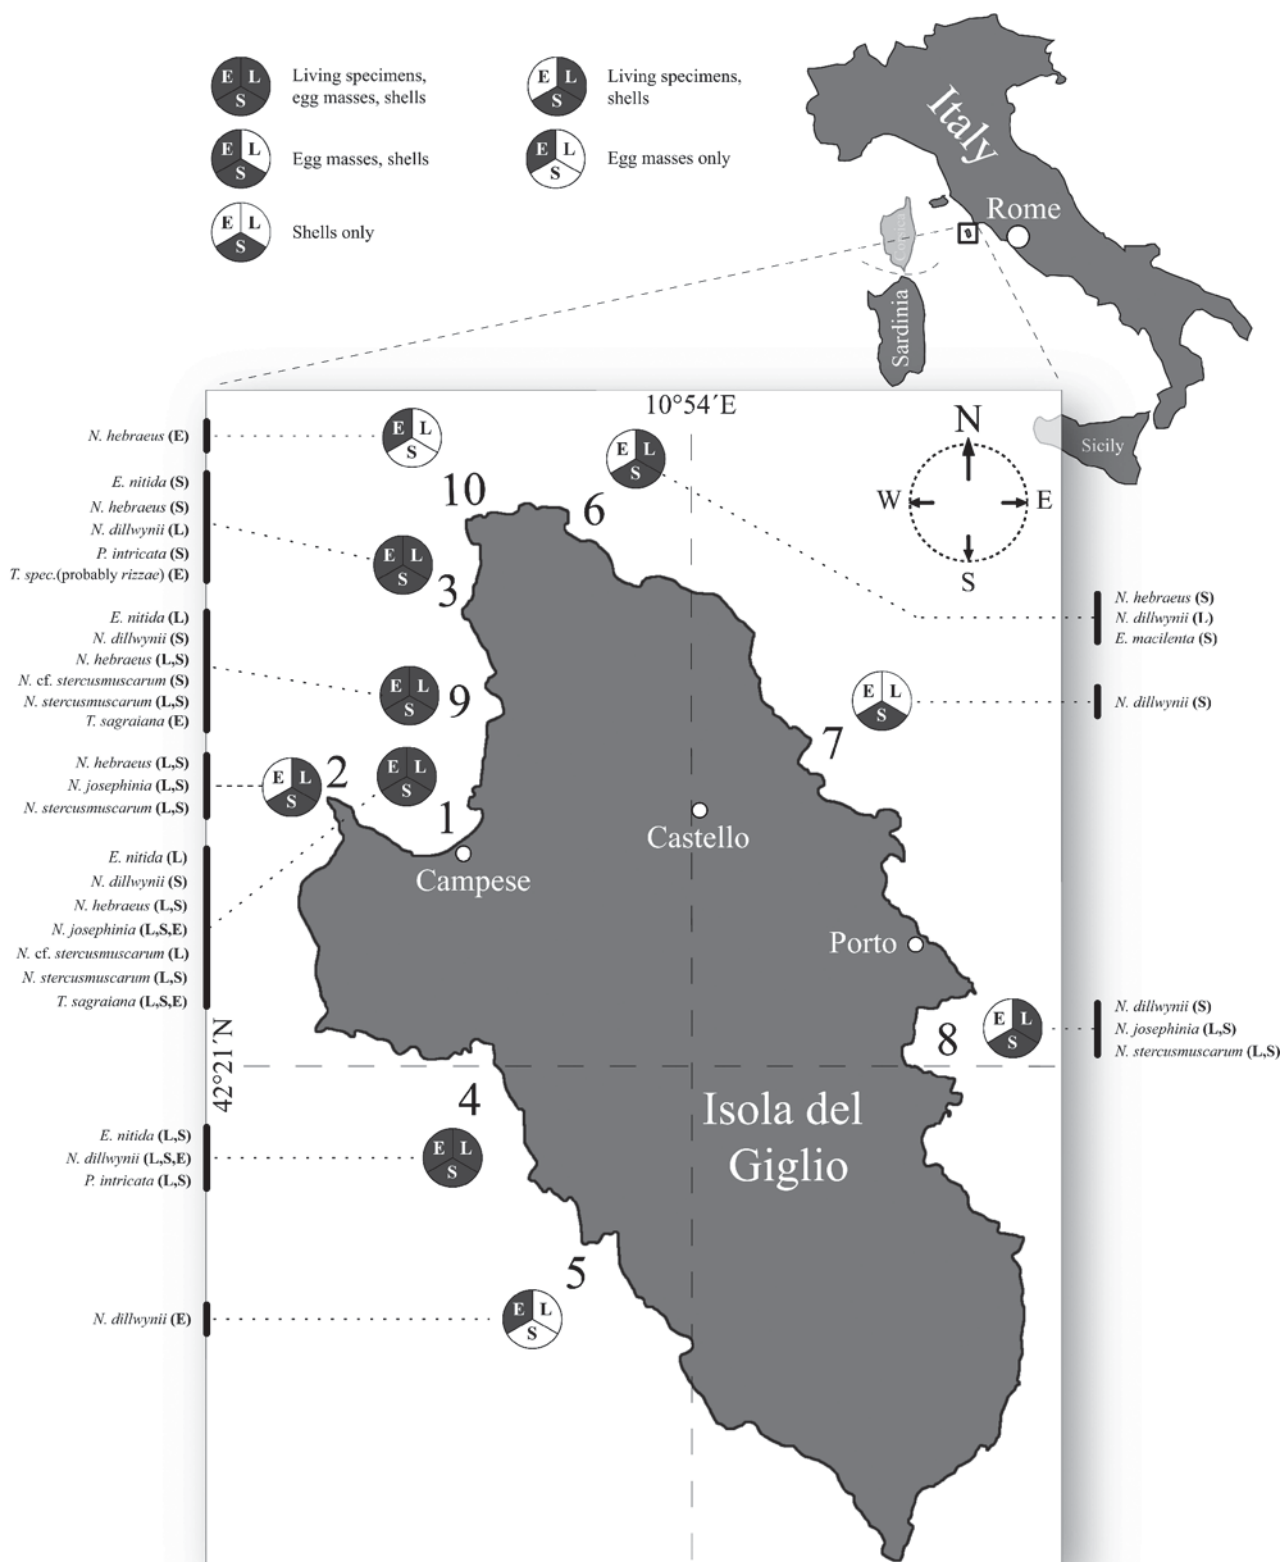 E L S
Living specimens,
egg masses, shells
E L S
Living specimens,
shells
E L S
Egg masses, shells
E L S
Egg masses only
E L S
Shells only
Italy
Rome
Corsica
Sardinia
Sicily
10°54´E
N
W E
S
42°21´N
N. hebraeus (E)
E L S
10
E. nitida (S)
N. hebraeus (S)
N. dillwynii (L)
P. intricata (S)
T. spec.(probably rizzae) (E)
E L S
3
E. nitida (L)
N. dillwynii (S)
N. hebraeus (L,S)
N. cf. stercusmuscarum (S)
N. stercusmuscarum (L,S)
T. sagraiana (E)
E L S
9
N. hebraeus (L,S)
N. josephinia (L,S)
N. stercusmuscarum (L,S)
E L S
2
E. nitida (L)
N. dillwynii (S)
N. hebraeus (L,S)
N. josephinia (L,S,E)
N. cf. stercusmuscarum (L)
N. stercusmuscarum (L,S)
T. sagraiana (L,S,E)
E L S
1
E. nitida (L,S)
N. dillwynii (L,S,E)
P. intricata (L,S)
E L S
4
N. dillwynii (E)
E L S
5
E L S
6
N. hebraeus (S)
N. dillwynii (L)
E. macilenta (S)
E L S
7
N. dillwynii (S)
E L S
8
N. dillwynii (S)
N. josephinia (L,S)
N. stercusmuscarum (L,S)
Castello
Campese
Porto
Isola del
Giglio